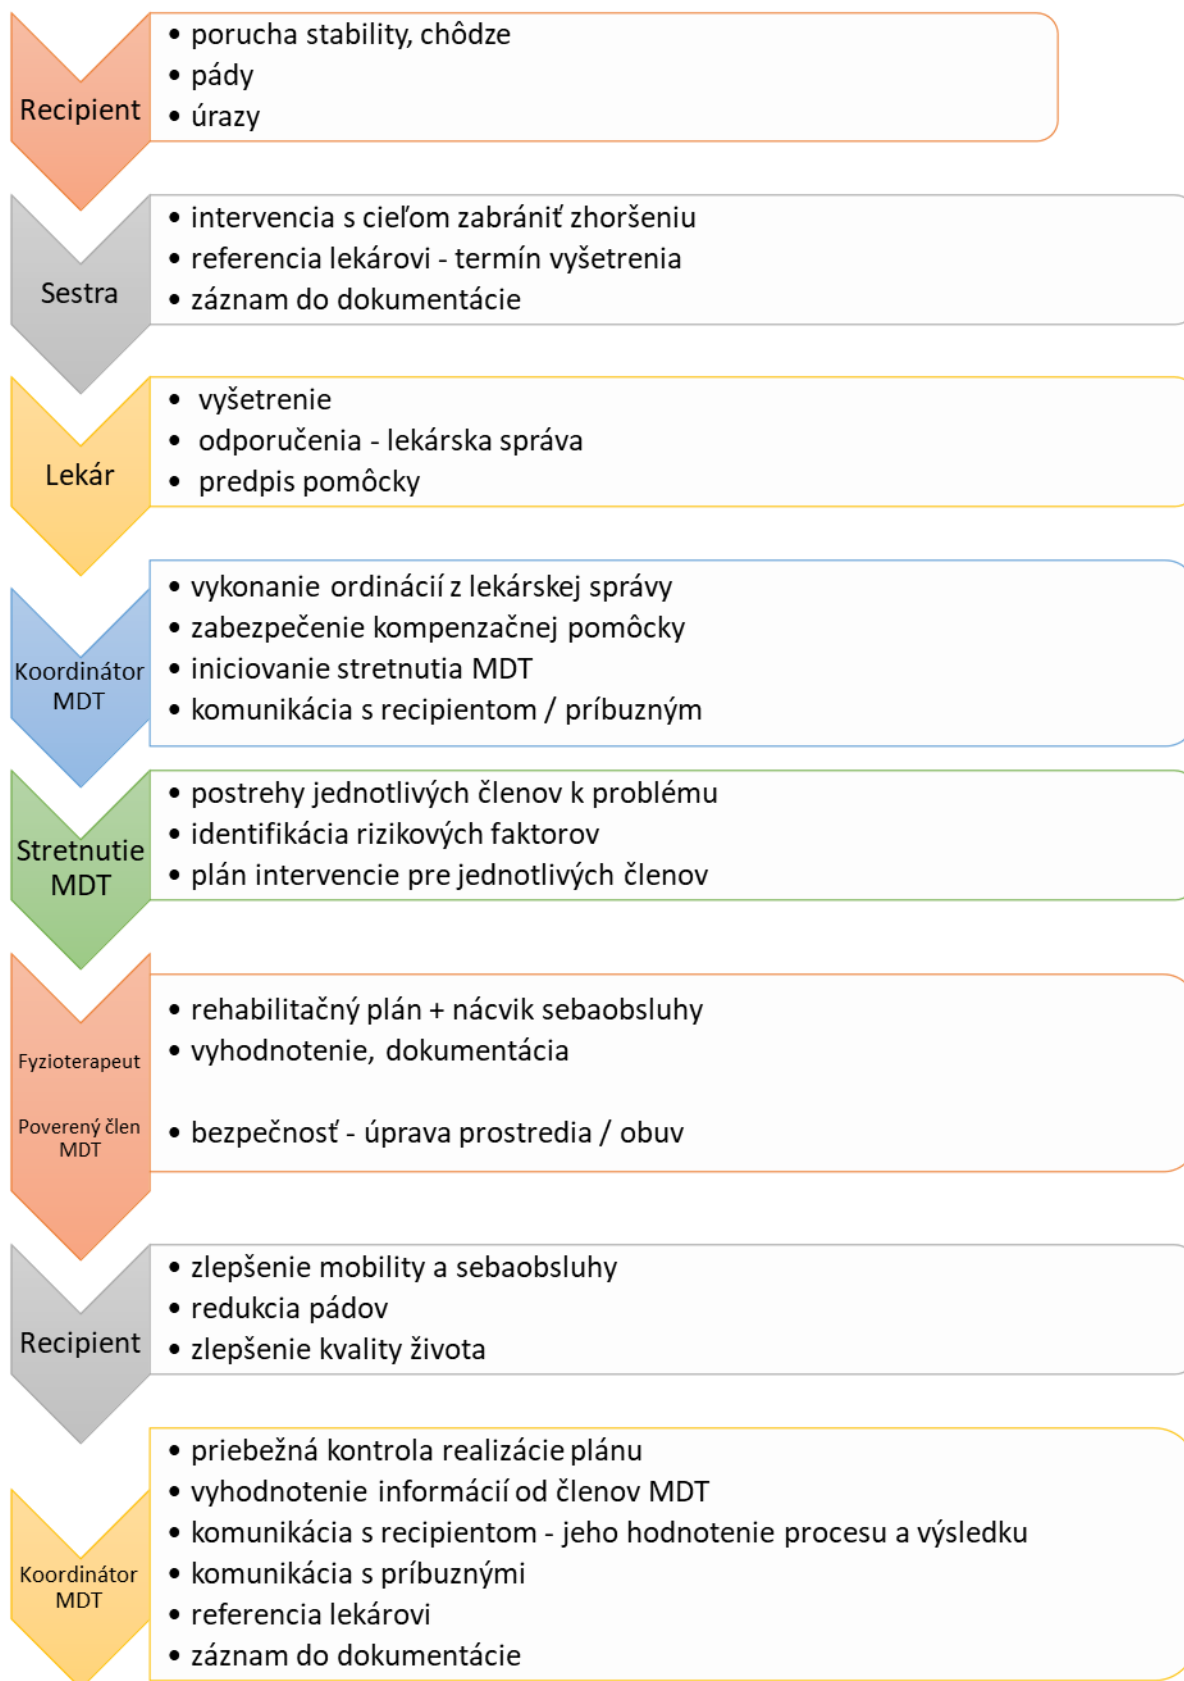 Recipient
• porucha stability, chôdze
• pády
• úrazy
Sestra
• intervencia s cieľom zabrániť zhoršeniu
• referencia lekárovi - termín vyšetrenia
• záznam do dokumentácie
Lekár
• vyšetrenie
• odporučenia - lekárska správa
• predpis pomôcky
Koordinátor
MDT
• vykonanie ordinácií z lekárskej správy
• zabezpečenie kompenzačnej pomôcky
• iniciovanie stretnutia MDT
• komunikácia s recipientom / príbuzným
Stretnutie
MDT
• postrehy jednotlivých členov k problému
• identifikácia rizikových faktorov
• plán intervencie pre jednotlivých členov
Fyzioterapeut
Poverený člen
MDT
• rehabilitačný plán + nácvik sebaobsluhy
• vyhodnotenie, dokumentácia
• bezpečnosť - úprava prostredia / obuv
Recipient
• zlepšenie mobility a sebaobsluhy
• redukcia pádov
• zlepšenie kvality života
Koordinátor
MDT
• priebežná kontrola realizácie plánu
• vyhodnotenie informácií od členov MDT
• komunikácia s recipientom - jeho hodnotenie procesu a výsledku
• komunikácia s príbuznými
• referencia lekárovi
• záznam do dokumentácie